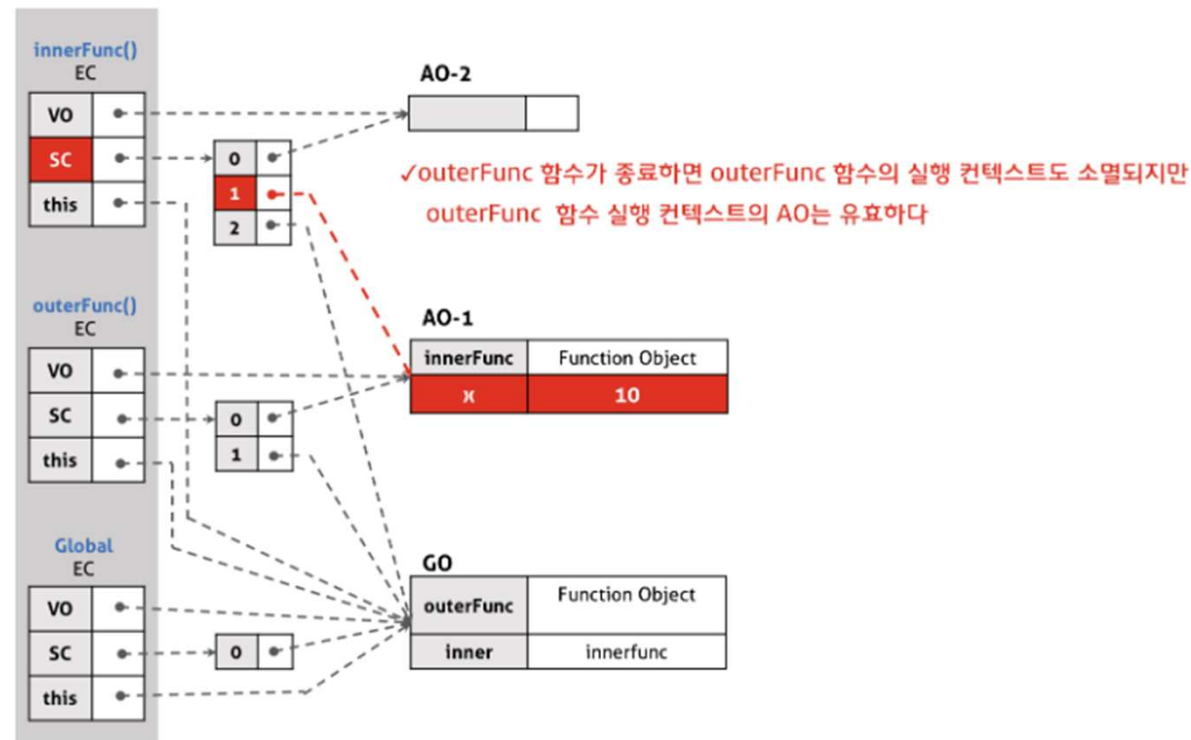 innerFunc()
EC
VO
SC
this
0
1
2
AO-2
✓outerFunc 함수가 종료하면 outerFunc 함수의 실행 컨텍스트도 소멸되지만
outerFunc 함수 실행 컨텍스트의 AO는 유효하다
outerFunc()
EC
VO
SC
this
0
1
AO-1
innerFunc Function Object
x 10
Global
EC
VO
SC
this
0
GO
outerFunc Function Object
inner innerfunc